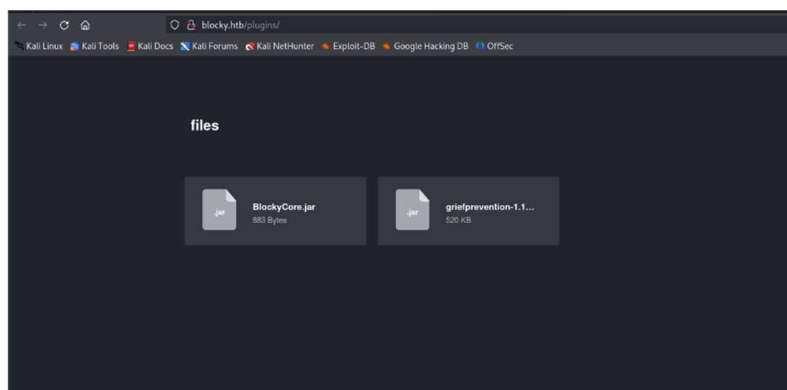 blocky.htb/plugins/
Kali Linux Kali Tools Kali Docs Kali Forums Kali NetHunter Exploit-DB Google Hacking DB OffSec
files
.jar BlockyCore.jar
883 Bytes
.jar griefprevention-1.1...
520 KB